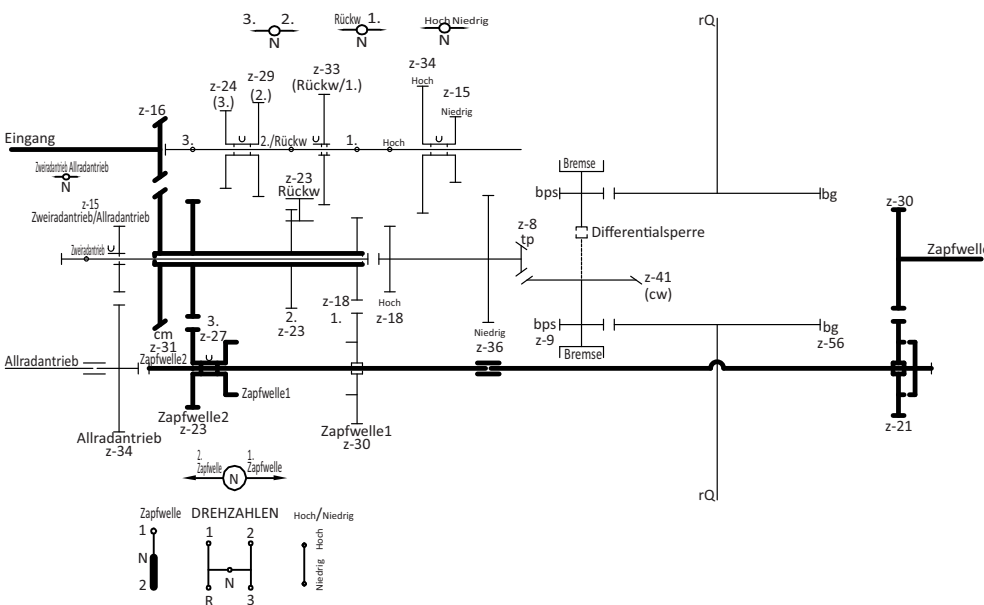 3. 2.
N
Rückw 1.
N
Hoch Niedrig
N
rQ
z-16
z-24
(3.)
z-29
(2.)
z-33
(Rückw/1.)
z-34
Hoch
z-15
Niedrig
Eingang
3.
2./Rückw
1.
Hoch
Zweiradantrieb Allradantrieb
N
z-23
Rückw
Bremse
bps
bg
z-15
Zweiradantrieb/Allradantrieb
z-30
z-8
tp
Differentialsperre
Zweiradantrieb
Zapfwelle
z-41
(cw)
z-18
1.
Hoch
z-18
2.
z-23
3.
z-27
cm
z-31
Niedrig
z-36
bps
z-9
bg
z-56
Bremse
Allradantrieb
Zapfwelle2
Zapfwelle1
Zapfwelle2
z-23
Zapfwelle1
z-30
z-21
Allradantrieb
z-34
2.
Zapfwelle
1.
Zapfwelle
N
rQ
Zapfwelle
DREHZAHLEN
Hoch/Niedrig
1
N
2
1
2
N
R
3
Hoch
Niedrig